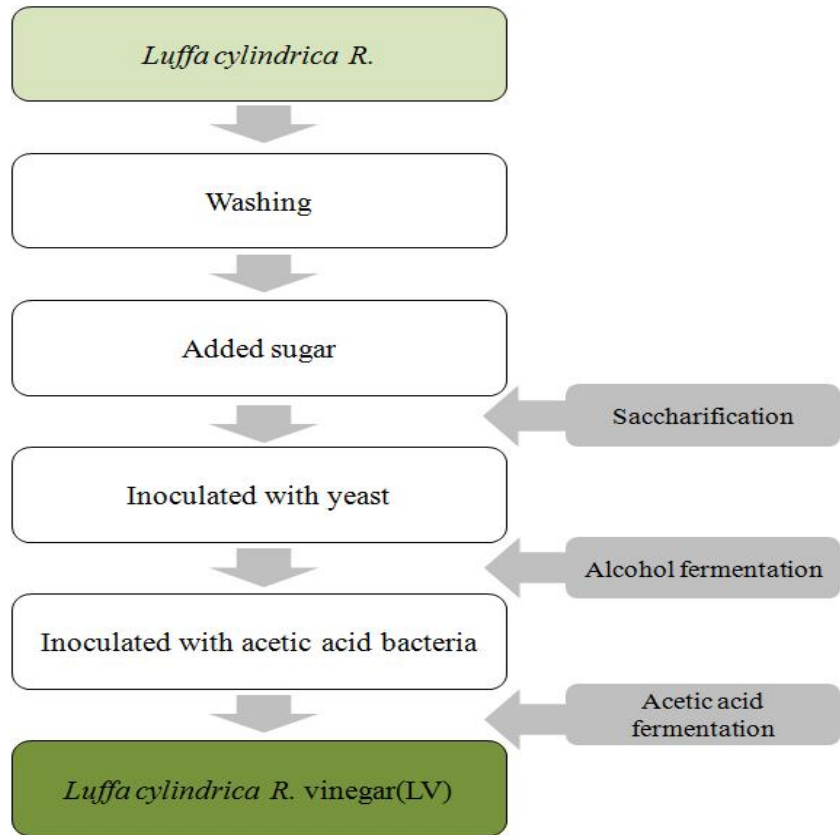 Luffa cylindrica R.
Washing
Added sugar
Saccharification
Inoculated with yeast
Alcohol fermentation
Inoculated with acetic acid bacteria
Acetic acid
fermentation
Luffa cylindrica R. vinegar(LV)